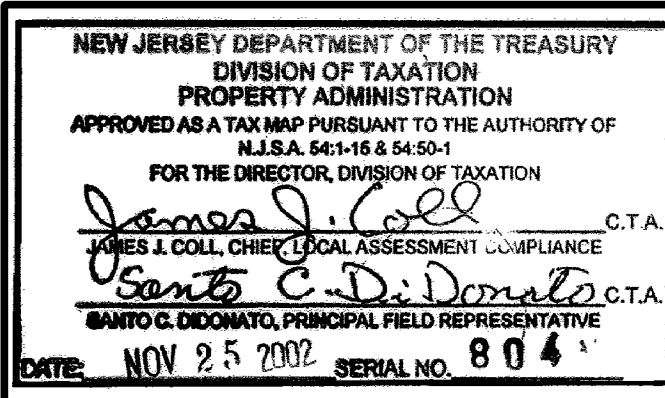 NEW JERSEY DEPARTMENT OF THE TREASURY
DIVISION OF TAXATION
PROPERTY ADMINISTRATION
APPROVED AS A TAX MAP PURSUANT TO THE AUTHORITY OF
N.J.S.A. 54:1-15 & 54:50-1
FOR THE DIRECTOR, DIVISION OF TAXATION
James J. Coll C.T.A.
JAMES J. COLL, CHIEF, LOCAL ASSESSMENT COMPLIANCE
Santo C. DiDonato C.T.A.
SANTO C. DIDONATO, PRINCIPAL FIELD REPRESENTATIVE
DATE: NOV 25 2002 SERIAL NO. 804